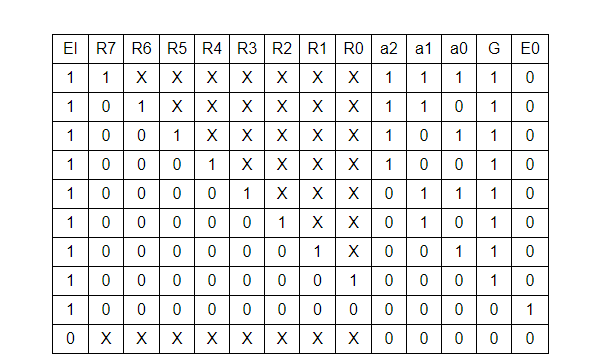 EI R7 R6 R5 R4 R3 R2 R1 R0 a2 a1 a0 G E0
1 1 X X X X X X X 1 1 1 1 0
1 0 1 X X X X X X 1 1 0 1 0
1 0 0 1 X X X X X 1 0 1 1 0
1 0 0 0 1 X X X X 1 0 0 1 0
1 0 0 0 0 1 X X X 0 1 1 1 0
1 0 0 0 0 0 1 X X 0 1 0 1 0
1 0 0 0 0 0 0 1 X 0 0 1 1 0
1 0 0 0 0 0 0 0 1 0 0 0 1 0
1 0 0 0 0 0 0 0 0 0 0 0 0 1
0 X X X X X X X X 0 0 0 0 0